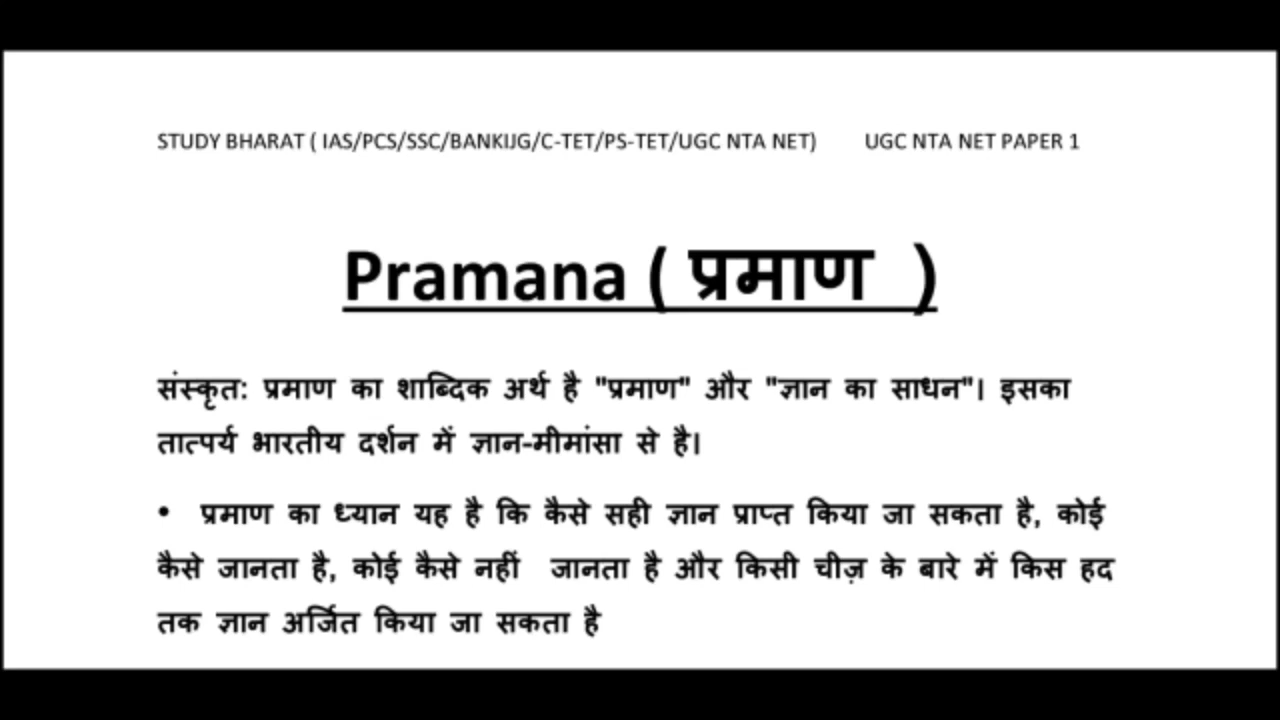 STUDY BHARAT ( IAS/PCS/SSC/BANKIJG/C-TET/PS-TET/UGC NTA NET) UGC NTA NET PAPER 1
Pramana ( प्रमाण )
संस्कृत: प्रमाण का शाब्दिक अर्थ है "प्रमाण" और "ज्ञान का साधन"। इसका
तात्पर्य भारतीय दर्शन में ज्ञान-मीमांसा से है।
• प्रमाण का ध्यान यह है कि कैसे सही ज्ञान प्राप्त किया जा सकता है, कोई
कैसे जानता है, कोई कैसे नहीं जानता है और किसी चीज़ के बारे में किस हद
तक ज्ञान अर्जित किया जा सकता है